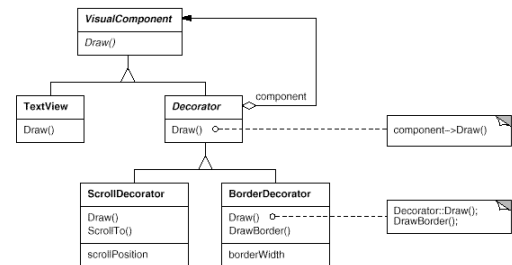 VisualComponent
Draw()
component
TextView
Draw()
Decorator
Draw()
component->Draw()
ScrollDecorator
Draw()
ScrollTo()
scrollPosition
BorderDecorator
Draw()
DrawBorder()
borderWidth
Decorator::Draw();
DrawBorder();